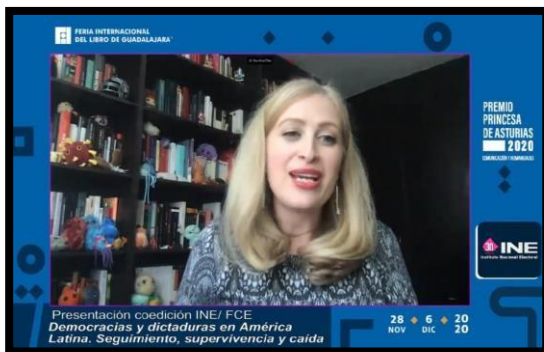 FERIA INTERNACIONAL
DEL LIBRO DE GUADALAJARA
PREMIO
PRINCESA
DE ASTURIAS
2020
COMUNICACIÓN Y HUMANIDADES
INE
Instituto Nacional Electoral
Presentación coedición INE/ FCE
Democracias y dictaduras en América
Latina. Seguimiento, supervivencia y caída
28 NOV
6 DIC
20 20